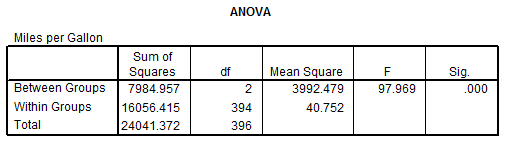 ANOVA
Miles per Gallon
Sum of Squares df Mean Square F Sig.
Between Groups 7984.957 2 3992.479 97.969 .000
Within Groups 16056.415 394 40.752
Total 24041.372 396